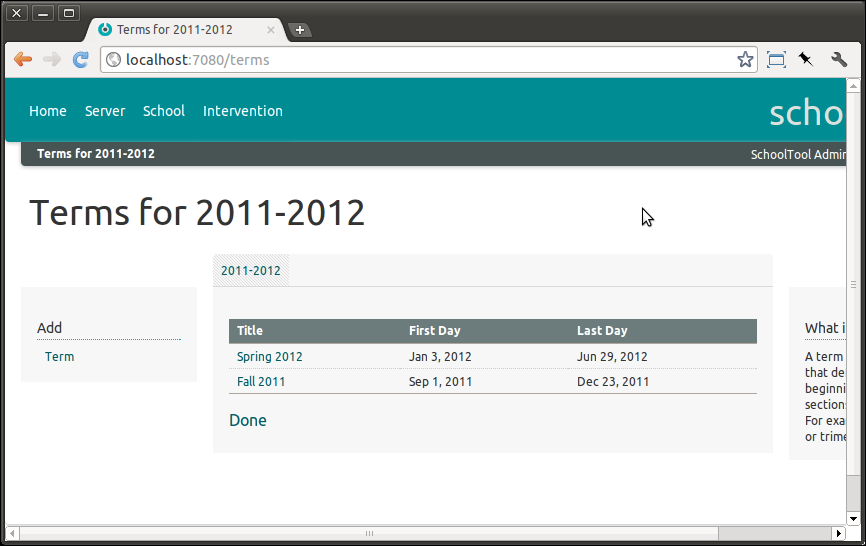 Terms for 2011-2012
localhost:7080/terms
Home Server School Intervention
scho
Terms for 2011-2012
SchoolTool Admin
Terms for 2011-2012
2011-2012
Add
Term
Title First Day Last Day
Spring 2012 Jan 3, 2012 Jun 29, 2012
Fall 2011 Sep 1, 2011 Dec 23, 2011
Done
What i
A term
that de
beginni
sections
For exa
or trime